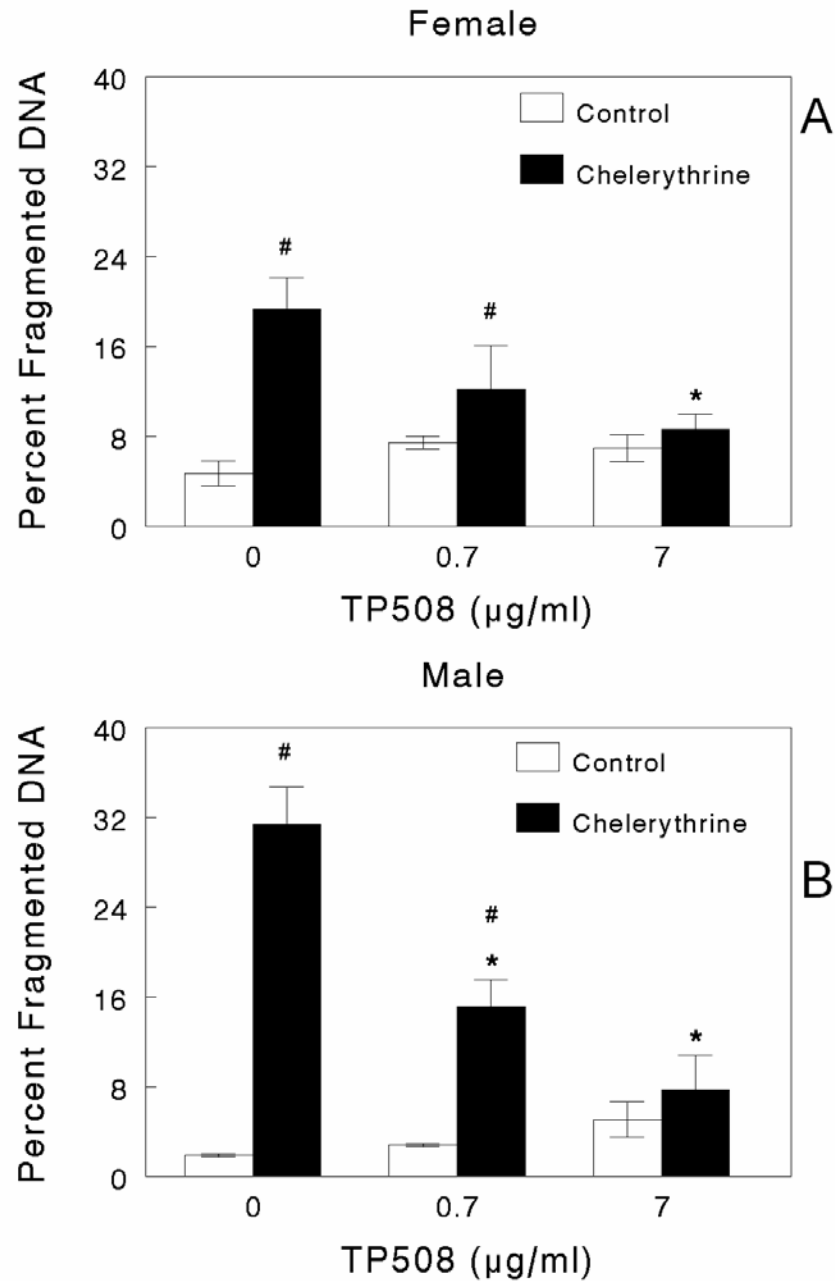 Female
A
Percent Fragmented DNA
40
32
24
16
8
0
Control
Chelerythrine
#
#
*
0 0.7 7
TP508 (µg/ml)
Male
B
Percent Fragmented DNA
40
32
24
16
8
0
Control
Chelerythrine
#
#
*
*
0 0.7 7
TP508 (µg/ml)